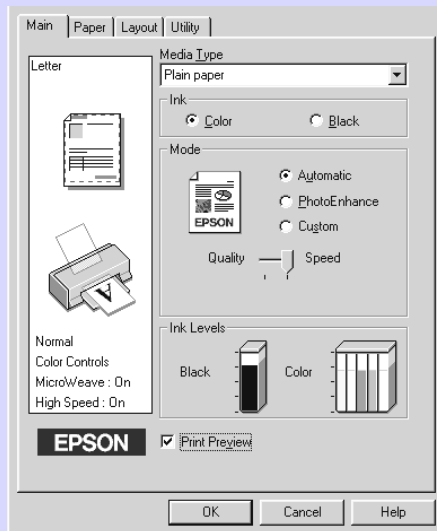 Main Paper Layout Utility
Letter
Media Type
Plain paper
Ink
Color Black
Mode
EPSON
Automatic
PhotoEnhance
Custom
Quality Speed
A
Normal
Color Controls
MicroWeave : On
High Speed : On
Ink Levels
Black Color
EPSON
Print Preview
OK Cancel Help